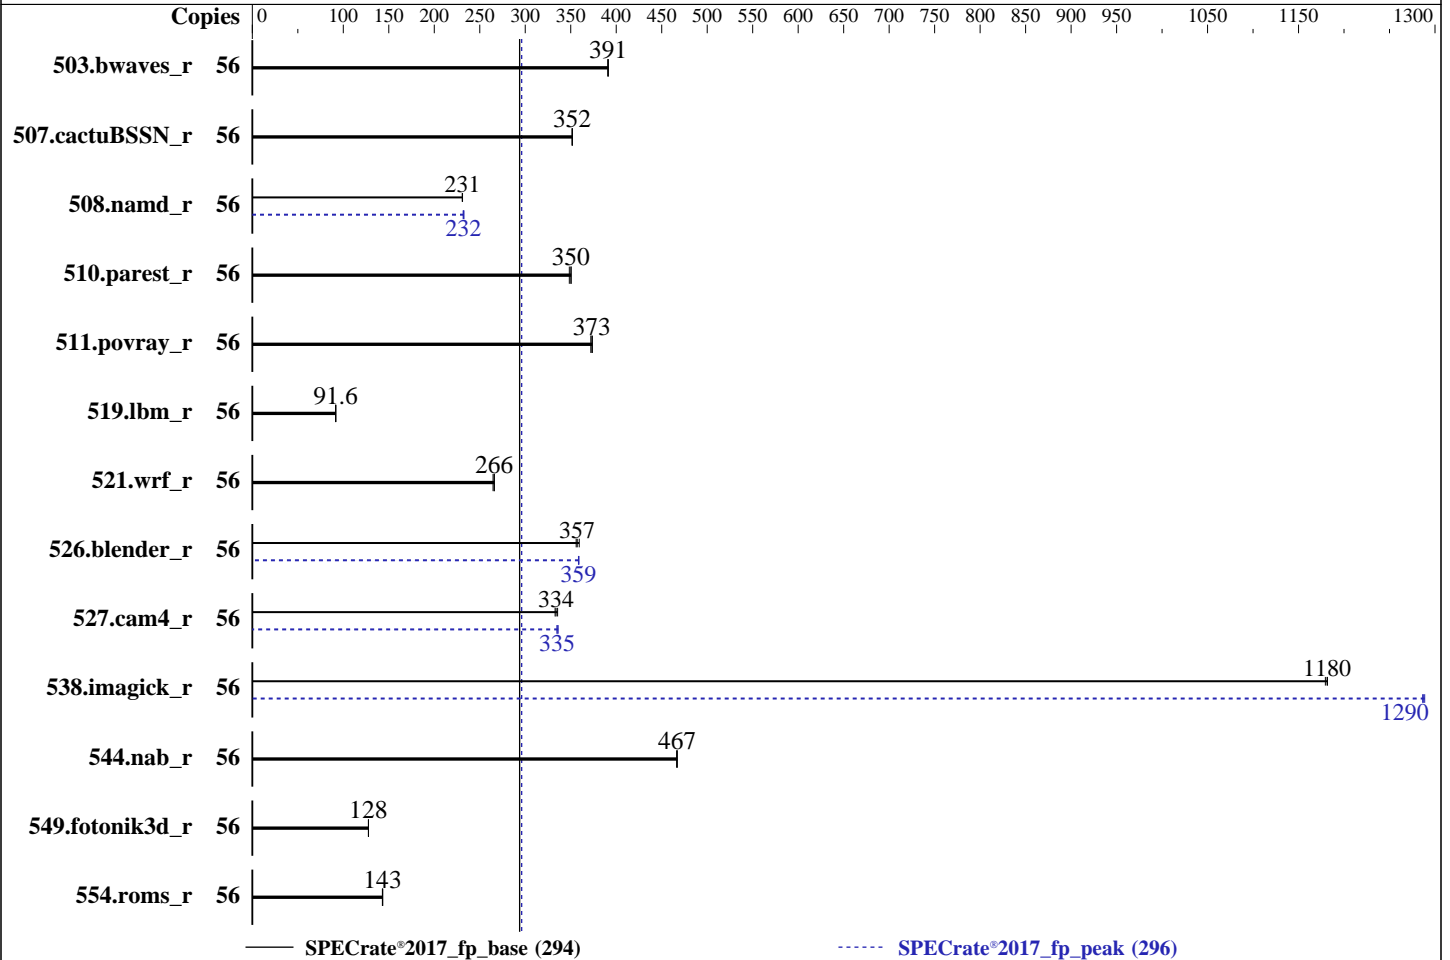 Copies 0 100 150 200 250 300 350 400 450 500 550 600 650 700 750 800 850 900 950 1050 1150 1300
391
503.bwaves_r 56
352
507.cactuBSSN_r 56
231
508.namd_r 56
232
350
510.parest_r 56
373
511.povray_r 56
91.6
519.lbm_r 56
266
521.wrf_r 56
357
526.blender_r 56
359
334
527.cam4_r 56
335
1180
538.imagick_r 56
1290
467
544.nab_r 56
128
549.fotonik3d_r 56
143
554.roms_r 56
SPECrate®2017_fp_base (294) SPECrate®2017_fp_peak (296)